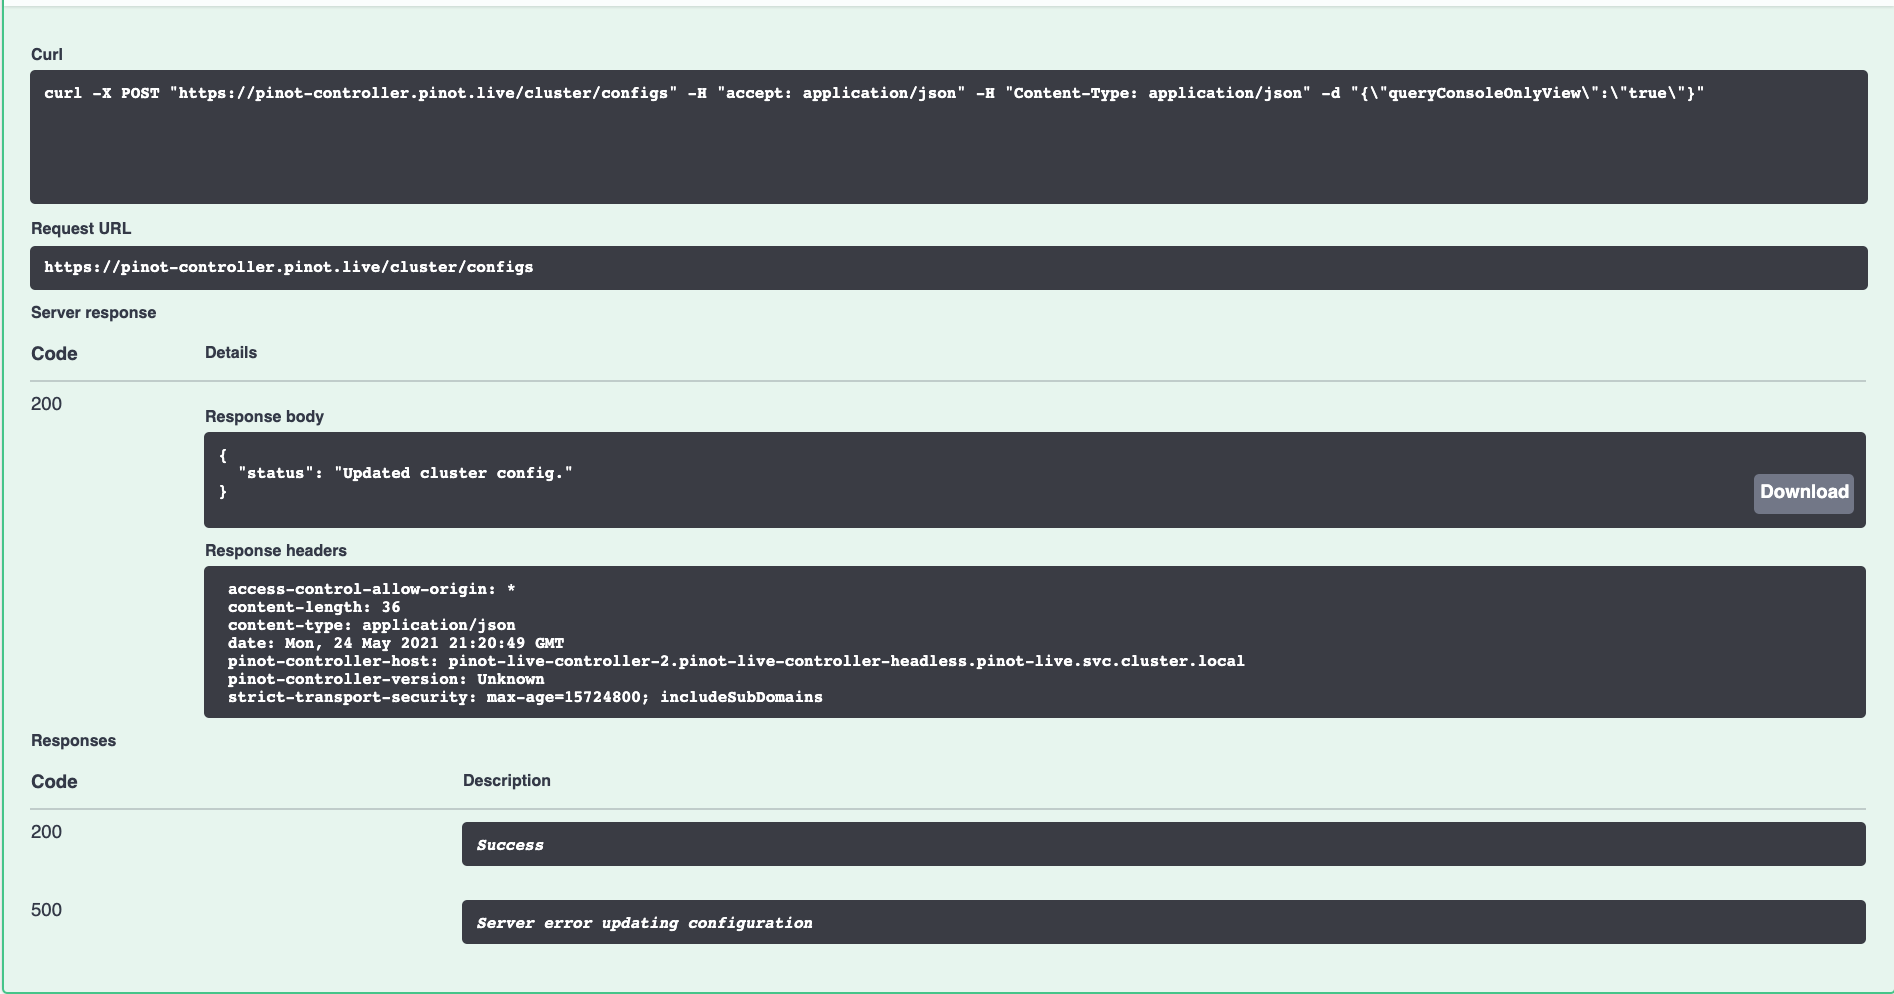 Curl
curl -X POST "https://pinot-controller.pinot.live/cluster/configs" -H "accept: application/json" -H "Content-Type: application/json" -d "{\"queryConsoleOnlyView\":\"true\"}"
Request URL
https://pinot-controller.pinot.live/cluster/configs
Server response
Code Details
200
Response body
{
  "status": "Updated cluster config."
}
Download
Response headers
access-control-allow-origin: *
content-length: 36
content-type: application/json
date: Mon, 24 May 2021 21:20:49 GMT
pinot-controller-host: pinot-live-controller-2.pinot-live-controller-headless.pinot-live.svc.cluster.local
pinot-controller-version: Unknown
strict-transport-security: max-age=15724800; includeSubDomains
Responses
Code Description
200 Success
500 Server error updating configuration